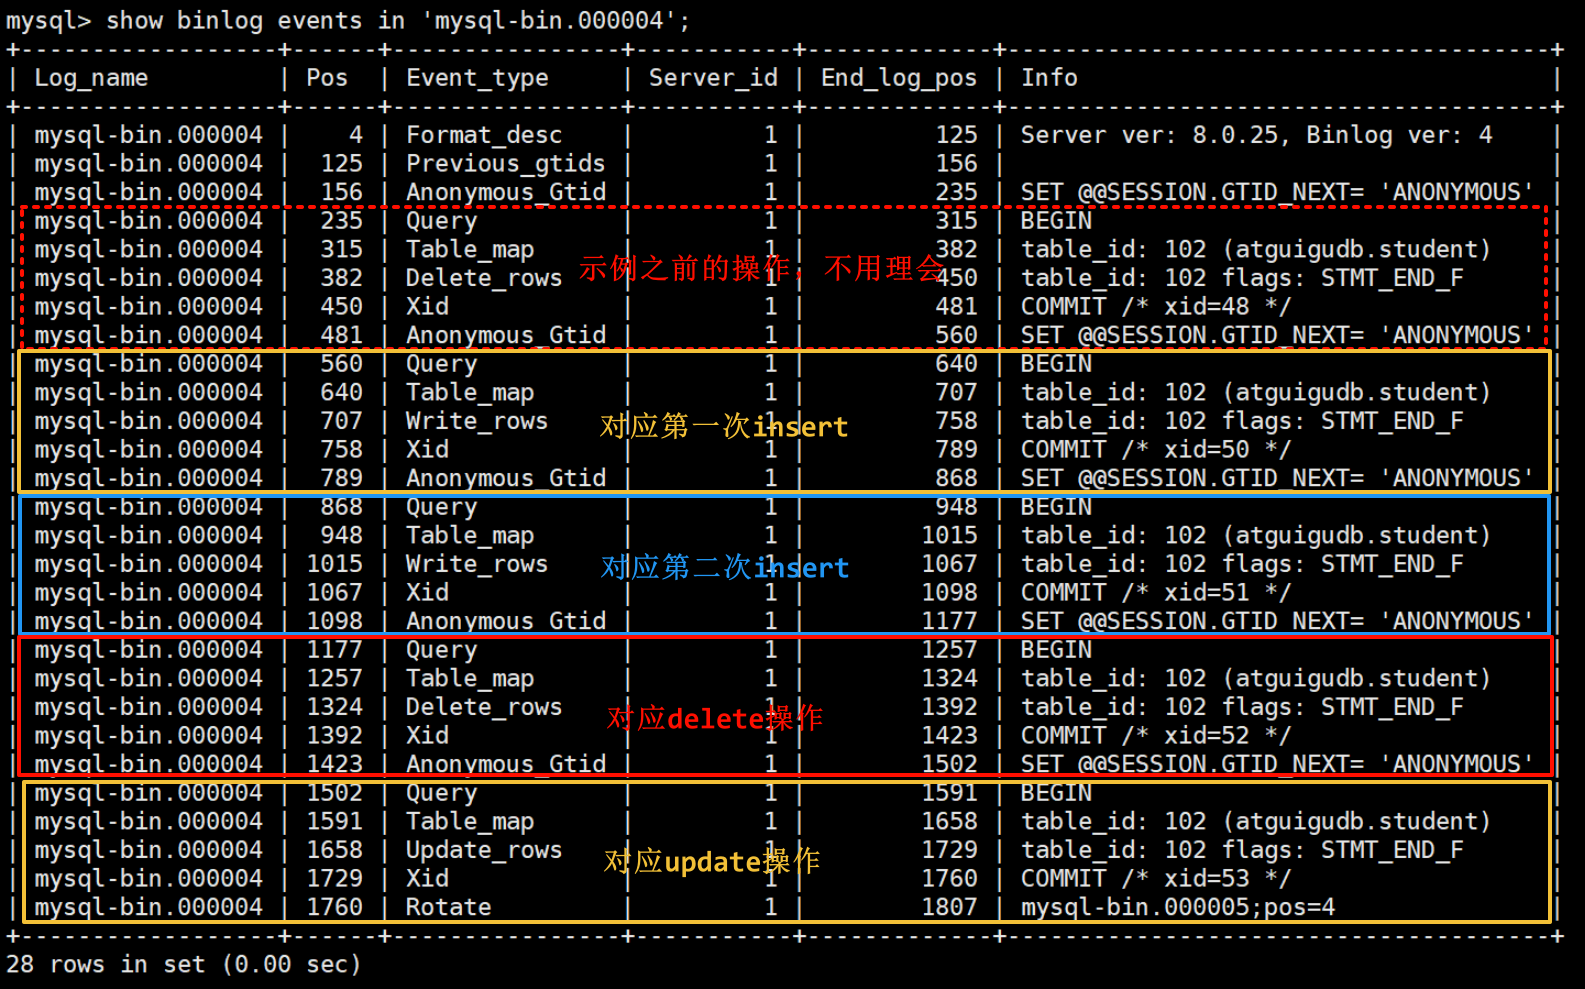 mysql> show binlog events in 'mysql-bin.000004';
+------------------+------+----------------+-----------+-------------+--------------------------------------+
| Log_name         | Pos  | Event_type     | Server_id | End_log_pos | Info                                 |
+------------------+------+----------------+-----------+-------------+--------------------------------------+
| mysql-bin.000004 |    4 | Format_desc    |         1 |         125 | Server ver: 8.0.25, Binlog ver: 4    |
| mysql-bin.000004 |  125 | Previous_gtids |         1 |         156 |                                      |
| mysql-bin.000004 |  156 | Anonymous_Gtid |         1 |         235 | SET @@SESSION.GTID_NEXT= 'ANONYMOUS' |
| mysql-bin.000004 |  235 | Query          |         1 |         315 | BEGIN                                |
| mysql-bin.000004 |  315 | Table_map      |         1 |         382 | table_id: 102 (atguigudb.student)    |
示例之前的操作，不用理会
| mysql-bin.000004 |  382 | Delete_rows    |         1 |         450 | table_id: 102 flags: STMT_END_F      |
| mysql-bin.000004 |  450 | Xid            |         1 |         481 | COMMIT /* xid=48 */                  |
| mysql-bin.000004 |  481 | Anonymous_Gtid |         1 |         560 | SET @@SESSION.GTID_NEXT= 'ANONYMOUS' |
| mysql-bin.000004 |  560 | Query          |         1 |         640 | BEGIN                                |
| mysql-bin.000004 |  640 | Table_map      |         1 |         707 | table_id: 102 (atguigudb.student)    |
| mysql-bin.000004 |  707 | Write_rows     |         1 |         758 | table_id: 102 flags: STMT_END_F      |
对应第一次insert
| mysql-bin.000004 |  758 | Xid            |         1 |         789 | COMMIT /* xid=50 */                  |
| mysql-bin.000004 |  789 | Anonymous_Gtid |         1 |         868 | SET @@SESSION.GTID_NEXT= 'ANONYMOUS' |
| mysql-bin.000004 |  868 | Query          |         1 |         948 | BEGIN                                |
| mysql-bin.000004 |  948 | Table_map      |         1 |        1015 | table_id: 102 (atguigudb.student)    |
| mysql-bin.000004 | 1015 | Write_rows     |         1 |        1067 | table_id: 102 flags: STMT_END_F      |
对应第二次insert
| mysql-bin.000004 | 1067 | Xid            |         1 |        1098 | COMMIT /* xid=51 */                  |
| mysql-bin.000004 | 1098 | Anonymous_Gtid |         1 |        1177 | SET @@SESSION.GTID_NEXT= 'ANONYMOUS' |
| mysql-bin.000004 | 1177 | Query          |         1 |        1257 | BEGIN                                |
| mysql-bin.000004 | 1257 | Table_map      |         1 |        1324 | table_id: 102 (atguigudb.student)    |
| mysql-bin.000004 | 1324 | Delete_rows    |         1 |        1392 | table_id: 102 flags: STMT_END_F      |
对应delete操作
| mysql-bin.000004 | 1392 | Xid            |         1 |        1423 | COMMIT /* xid=52 */                  |
| mysql-bin.000004 | 1423 | Anonymous_Gtid |         1 |        1502 | SET @@SESSION.GTID_NEXT= 'ANONYMOUS' |
| mysql-bin.000004 | 1502 | Query          |         1 |        1591 | BEGIN                                |
| mysql-bin.000004 | 1591 | Table_map      |         1 |        1658 | table_id: 102 (atguigudb.student)    |
| mysql-bin.000004 | 1658 | Update_rows    |         1 |        1729 | table_id: 102 flags: STMT_END_F      |
对应update操作
| mysql-bin.000004 | 1729 | Xid            |         1 |        1760 | COMMIT /* xid=53 */                  |
| mysql-bin.000004 | 1760 | Rotate         |         1 |        1807 | mysql-bin.000005;pos=4               |
+------------------+------+----------------+-----------+-------------+--------------------------------------+
28 rows in set (0.00 sec)